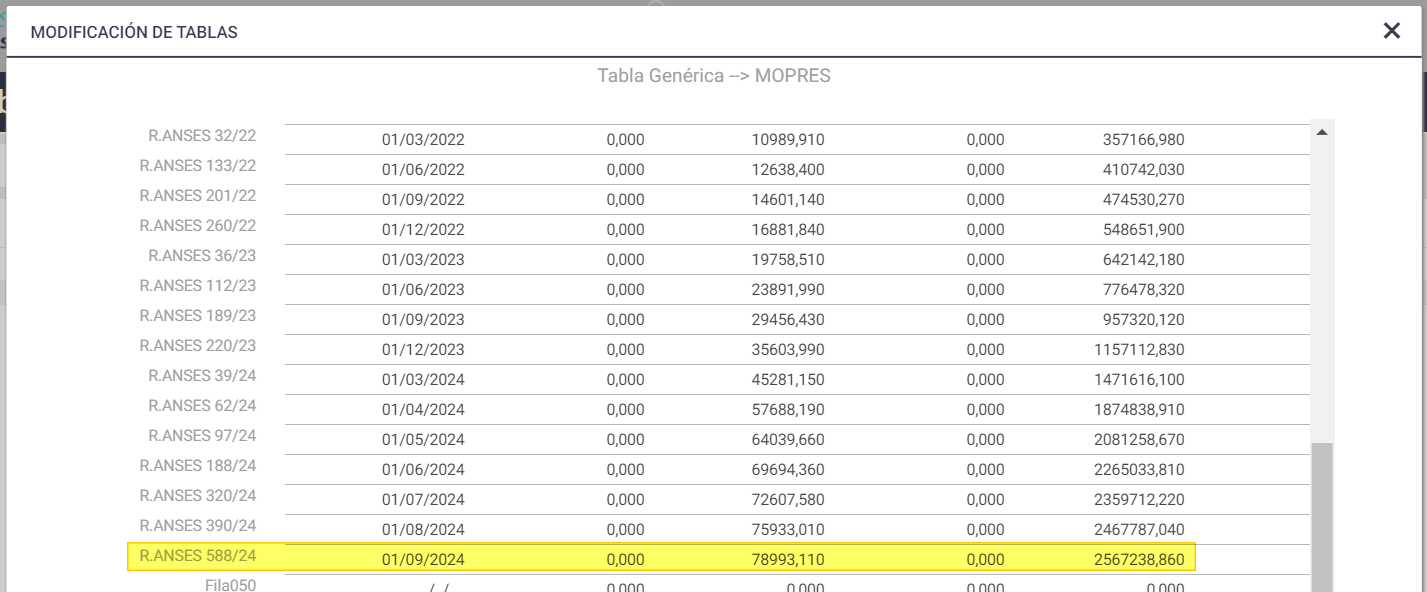 MODIFICACIÓN DE TABLAS
Tabla Genérica --> MOPRES
R.ANSES 32/22 01/03/2022 0,000 10989,910 0,000 357166,980
R.ANSES 133/22 01/06/2022 0,000 12638,400 0,000 410742,030
R.ANSES 201/22 01/09/2022 0,000 14601,140 0,000 474530,270
R.ANSES 260/22 01/12/2022 0,000 16881,840 0,000 548651,900
R.ANSES 36/23 01/03/2023 0,000 19758,510 0,000 642142,180
R.ANSES 112/23 01/06/2023 0,000 23891,990 0,000 776478,320
R.ANSES 189/23 01/09/2023 0,000 29456,430 0,000 957320,120
R.ANSES 220/23 01/12/2023 0,000 35603,990 0,000 1157112,830
R.ANSES 39/24 01/03/2024 0,000 45281,150 0,000 1471616,100
R.ANSES 62/24 01/04/2024 0,000 57688,190 0,000 1874838,910
R.ANSES 97/24 01/05/2024 0,000 64039,660 0,000 2081258,670
R.ANSES 188/24 01/06/2024 0,000 69694,360 0,000 2265033,810
R.ANSES 320/24 01/07/2024 0,000 72607,580 0,000 2359712,220
R.ANSES 390/24 01/08/2024 0,000 75933,010 0,000 2467787,040
R.ANSES 588/24 01/09/2024 0,000 78993,110 0,000 2567238,860
Fila050 / / 0,000 0,000 0,000 0,000